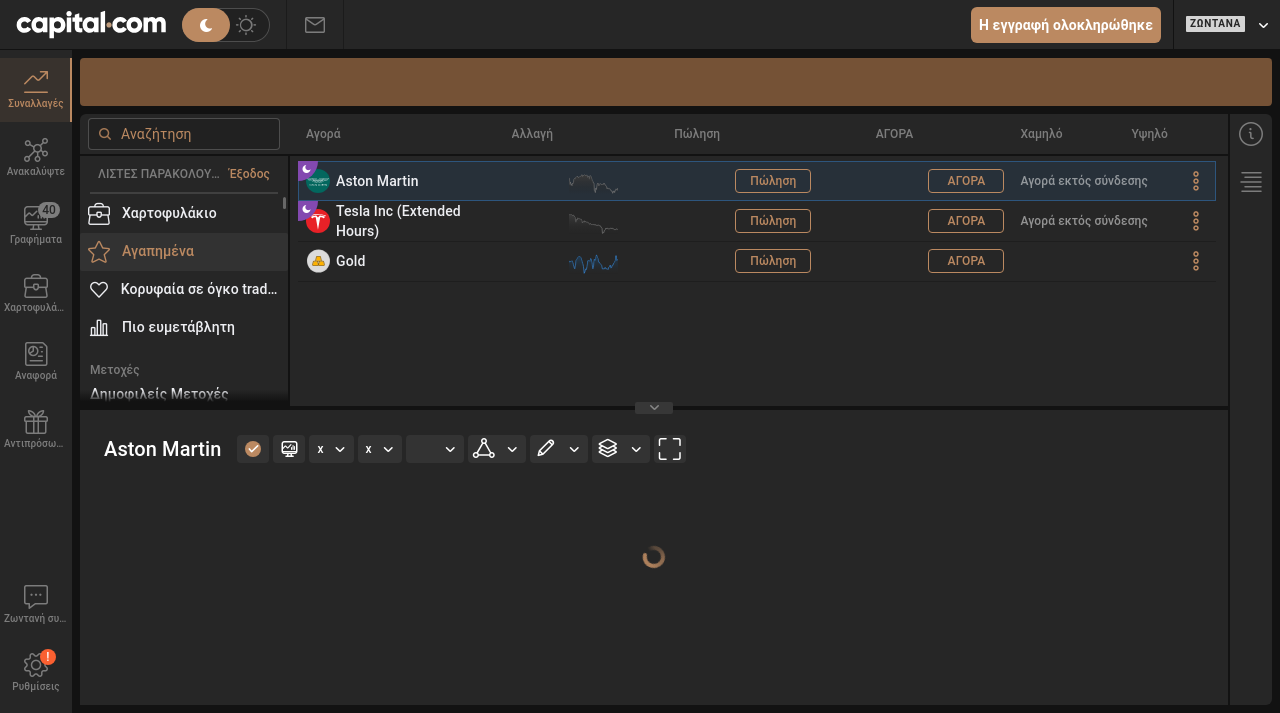 capital.com
Η εγγραφή ολοκληρώθηκε
ΖΩΝΤΑΝΑ
Συναλλαγές
Ανακαλύψτε
40
Γραφήματα
Χαρτοφυλά...
Αναφορά
Αντιπρόσω...
Ζωντανή συ...
!
Ρυθμίσεις
Αναζήτηση
ΛΙΣΤΕΣ ΠΑΡΑΚΟΛΟΥ...
Έξοδος
Χαρτοφυλάκιο
Αγαπημένα
Κορυφαία σε όγκο trad...
Πιο ευμετάβλητη
Μετοχές
Δημοφιλείς Μετοχές
Αγορά
Αλλαγή
Πώληση
ΑΓΟΡΑ
Χαμηλό
Υψηλό
Aston Martin
Πώληση
ΑΓΟΡΑ
Αγορά εκτός σύνδεσης
Tesla Inc (Extended
Hours)
Πώληση
ΑΓΟΡΑ
Αγορά εκτός σύνδεσης
Gold
Πώληση
ΑΓΟΡΑ
Aston Martin
x
x